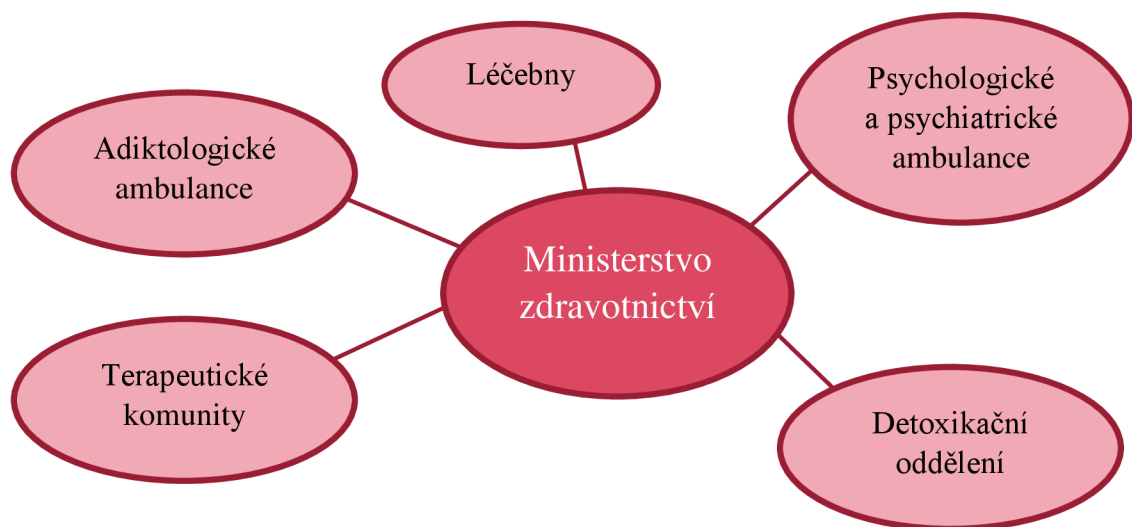 Léčebny
Psychologické
a psychiatrické
ambulance
Adiktologické
ambulance
Ministerstvo
zdravotnictví
Terapeutické
komunity
Detoxikační
oddělení